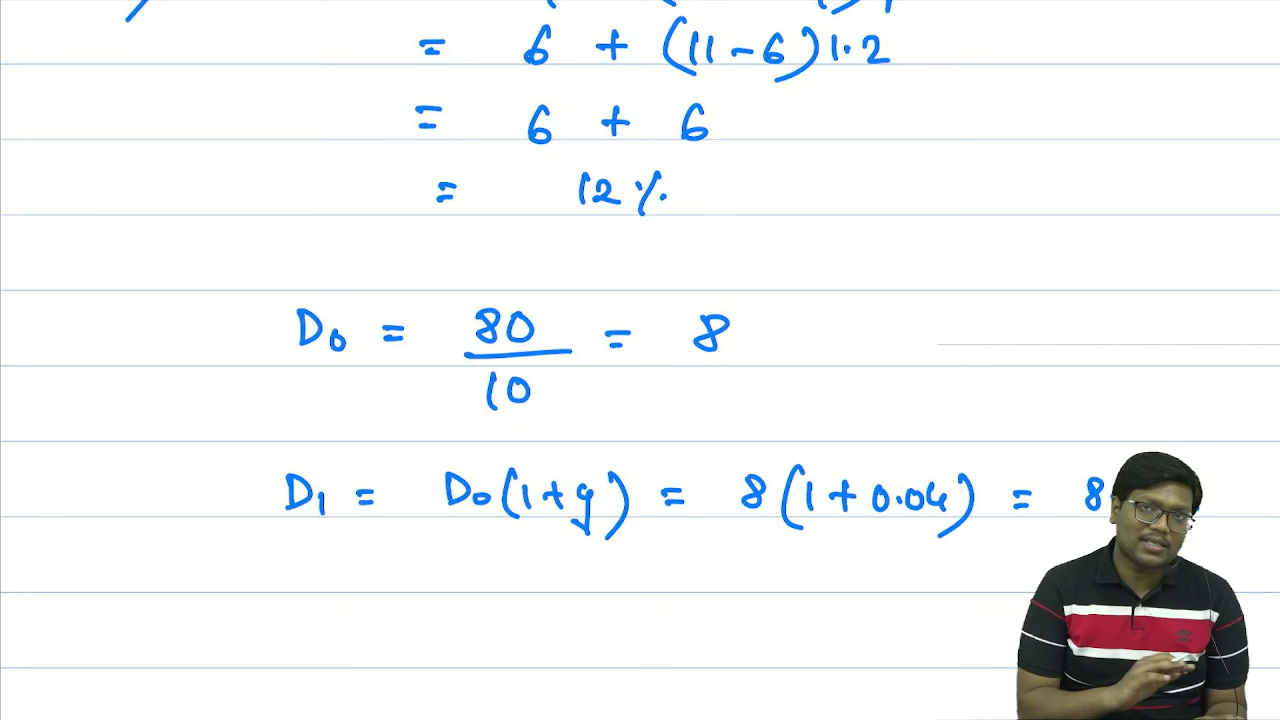 = 6 + (11-6)1.2
= 6 + 6
= 12%
D₀ = 80/10 = 8
D₁ = D₀(1+g) = 8(1+0.04) = 8